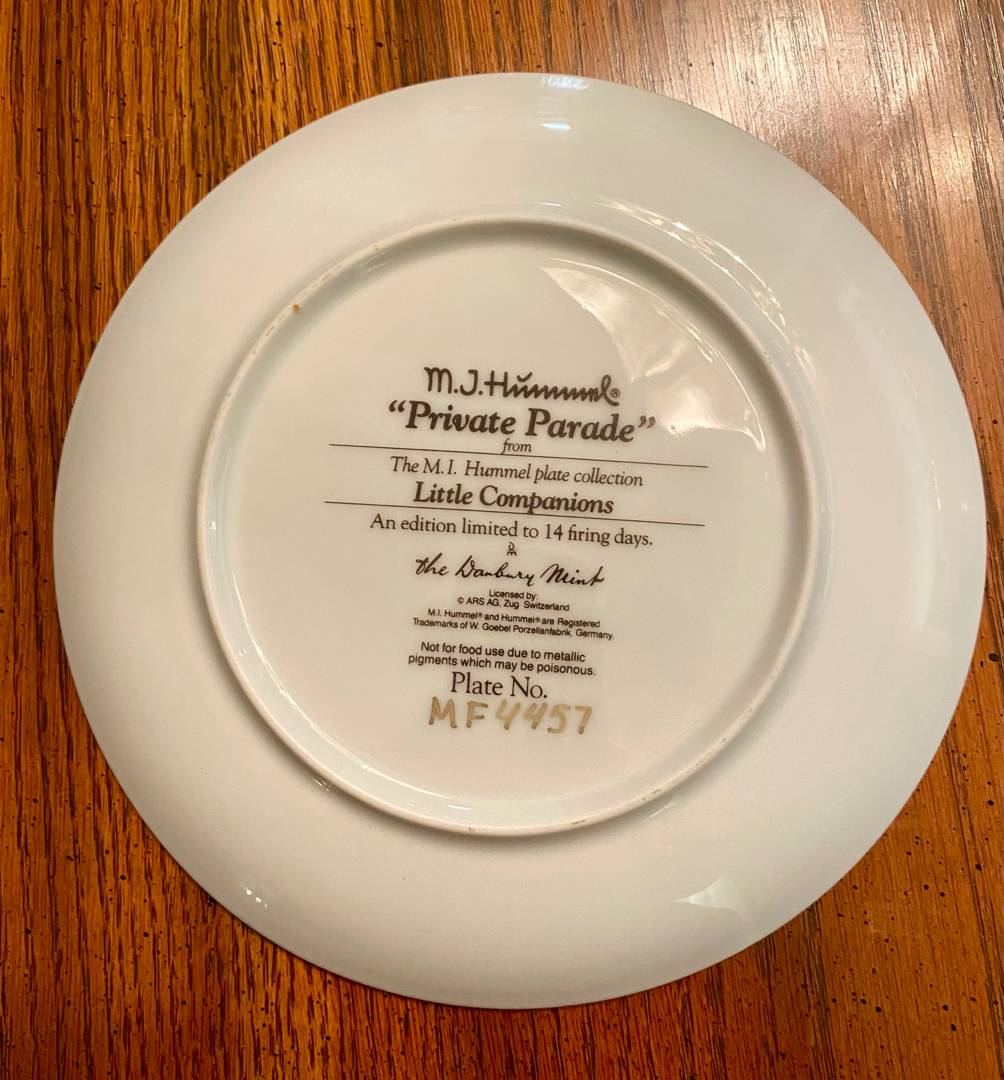 M.J.Hummel®
“Private Parade”
from
The M.I. Hummel plate collection
Little Companions
An edition limited to 14 firing days.
the Danbury Mint
Licensed by:
© ARS AG, Zug Switzerland
M.I. Hummel® and Hummel® are Registered
Trademarks of W. Goebel Porzellanfabrik, Germany.
Not for food use due to metallic
pigments which may be poisonous.
Plate No.
MF4457